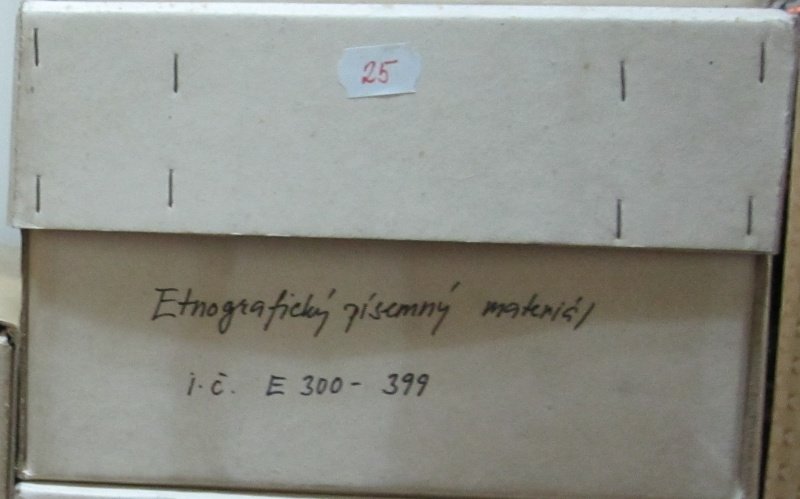 25
Etnografický písemný materiál
i.č. E 300 - 399